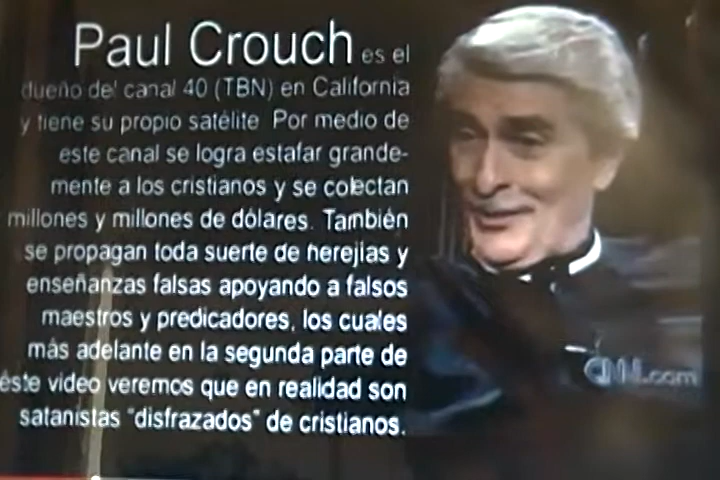 Paul Crouch es el
dueño del canal 40 (TBN) en California
y tiene su propio satélite. Por medio de
este canal se logra estafar grande-
mente a los cristianos y se colectan
millones y millones de dólares. También
se propagan toda suerte de herejías y
enseñanzas falsas apoyando a falsos
maestros y predicadores, los cuales
más adelante en la segunda parte de
éste video veremos que en realidad son
satanistas "disfrazados" de cristianos.
CNN.com